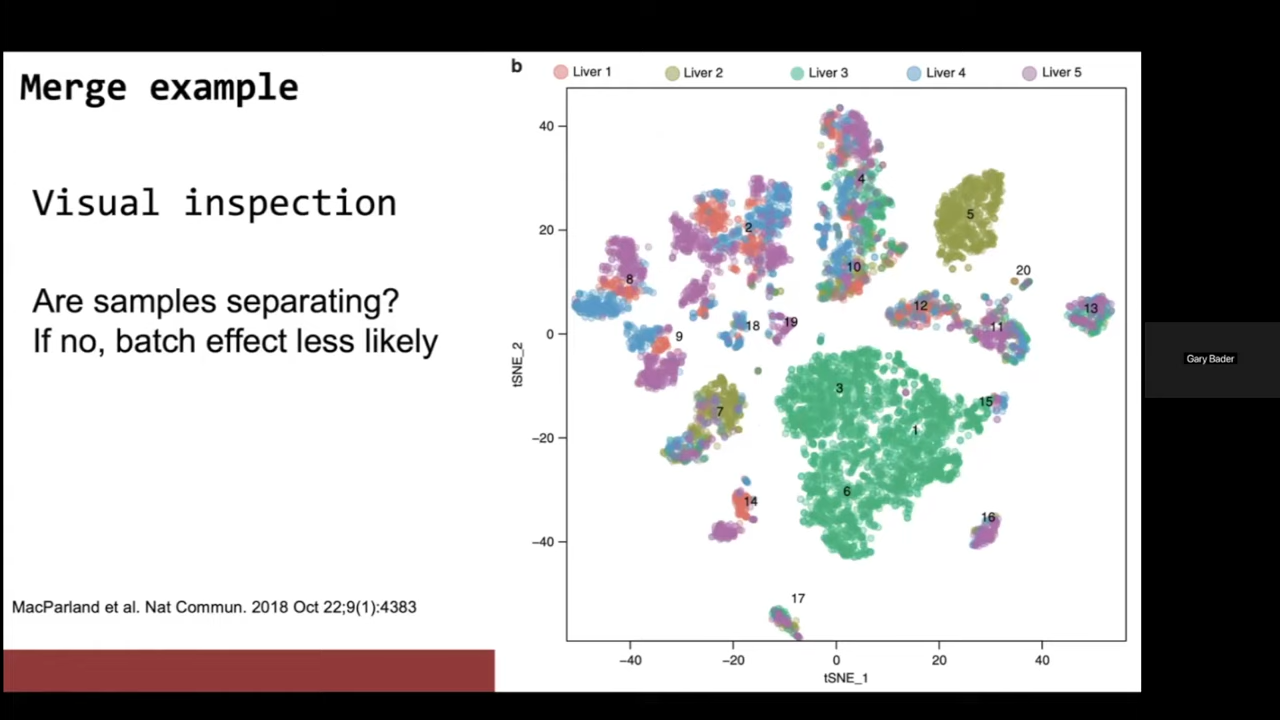 Merge example
Visual inspection
Are samples separating?
If no, batch effect less likely
MacParland et al. Nat Commun. 2018 Oct 22;9(1):4383
b
Liver 1
Liver 2
Liver 3
Liver 4
Liver 5
tSNE_2
40
20
0
−20
−40
4
5
2
10
8
20
12
13
11
18
19
9
3
15
7
1
6
14
16
17
−40
−20
0
20
40
tSNE_1
Gary Bader